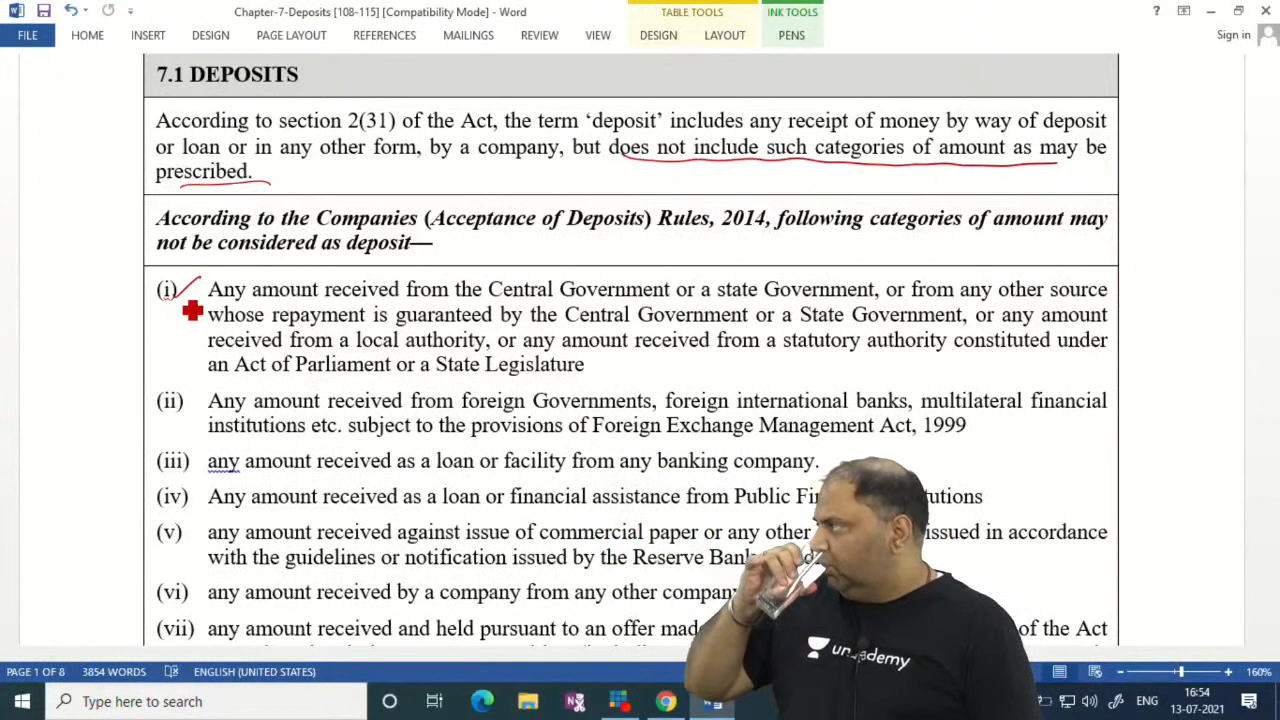 Chapter-7-Deposits [108-115] [Compatibility Mode] - Word
TABLE TOOLS
INK TOOLS
FILE HOME INSERT DESIGN PAGE LAYOUT REFERENCES MAILINGS REVIEW VIEW DESIGN LAYOUT PENS
Sign in
7.1 DEPOSITS
According to section 2(31) of the Act, the term ‘deposit’ includes any receipt of money by way of deposit
or loan or in any other form, by a company, but does not include such categories of amount as may be
prescribed.
According to the Companies (Acceptance of Deposits) Rules, 2014, following categories of amount may
not be considered as deposit—
(i) Any amount received from the Central Government or a state Government, or from any other source
whose repayment is guaranteed by the Central Government or a State Government, or any amount
received from a local authority, or any amount received from a statutory authority constituted under
an Act of Parliament or a State Legislature
(ii) Any amount received from foreign Governments, foreign international banks, multilateral financial
institutions etc. subject to the provisions of Foreign Exchange Management Act, 1999
(iii) any amount received as a loan or facility from any banking company.
(iv) Any amount received as a loan or financial assistance from Public
(v) any amount received against issue of commercial paper or any other issued in accordance
with the guidelines or notification issued by the Reserve Bank
(vi) any amount received by a company from any other company
(vii) any amount received and held pursuant to an offer made of the Act
unacademy
PAGE 1 OF 8 3854 WORDS ENGLISH (UNITED STATES) 160%
Type here to search
ENG
16:54
13-07-2021